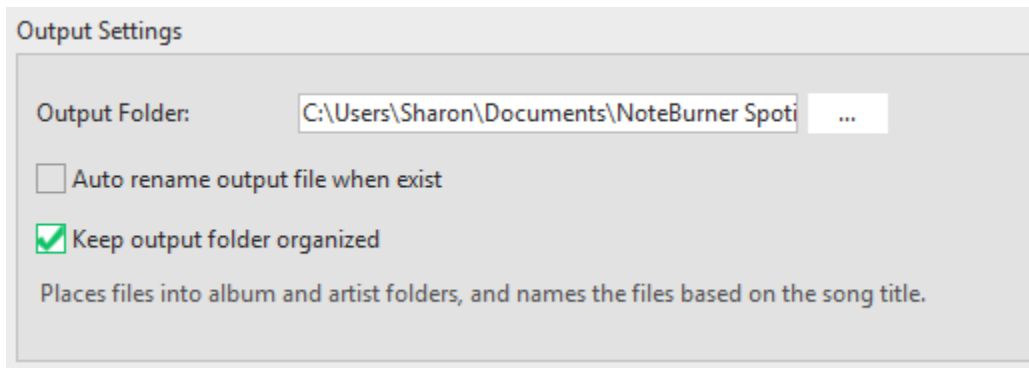 Output Settings
Output Folder: C:\Users\Sharon\Documents\NoteBurner Spoti ...
Auto rename output file when exist
Keep output folder organized
Places files into album and artist folders, and names the files based on the song title.